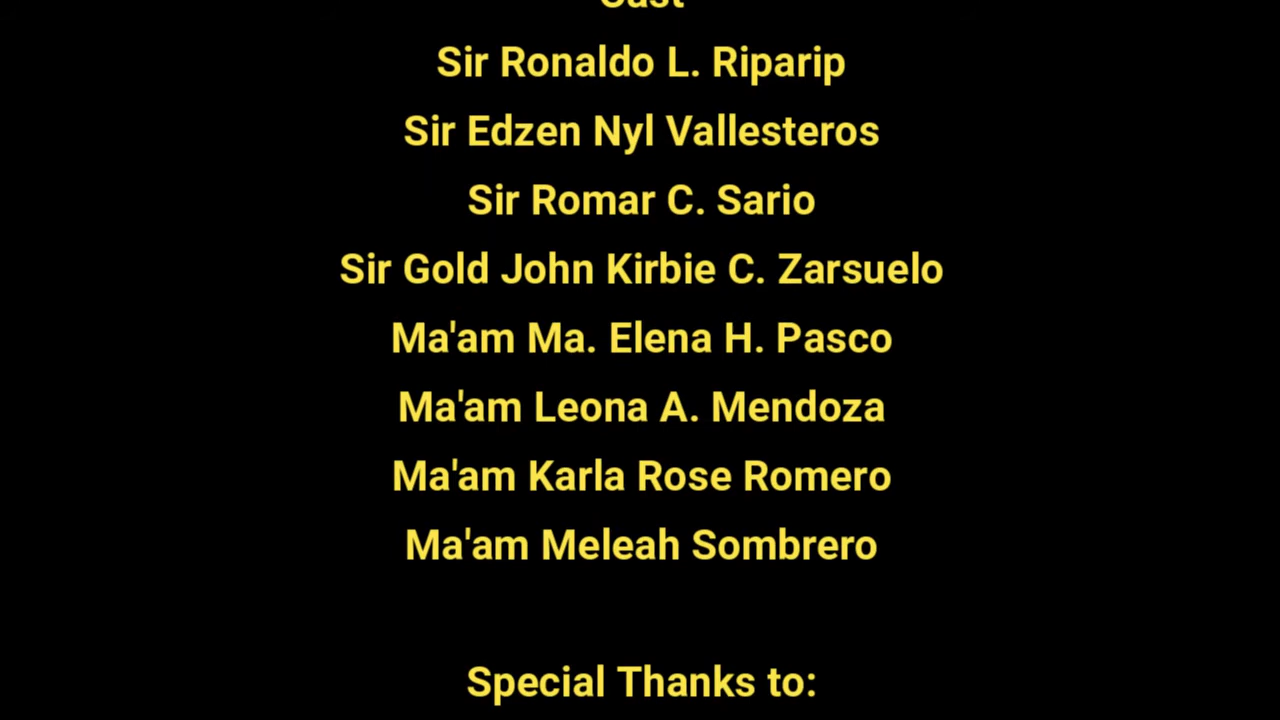 Cast
Sir Ronaldo L. Riparip
Sir Edzen Nyl Vallesteros
Sir Romar C. Sario
Sir Gold John Kirbie C. Zarsuelo
Ma'am Ma. Elena H. Pasco
Ma'am Leona A. Mendoza
Ma'am Karla Rose Romero
Ma'am Meleah Sombrero
Special Thanks to: